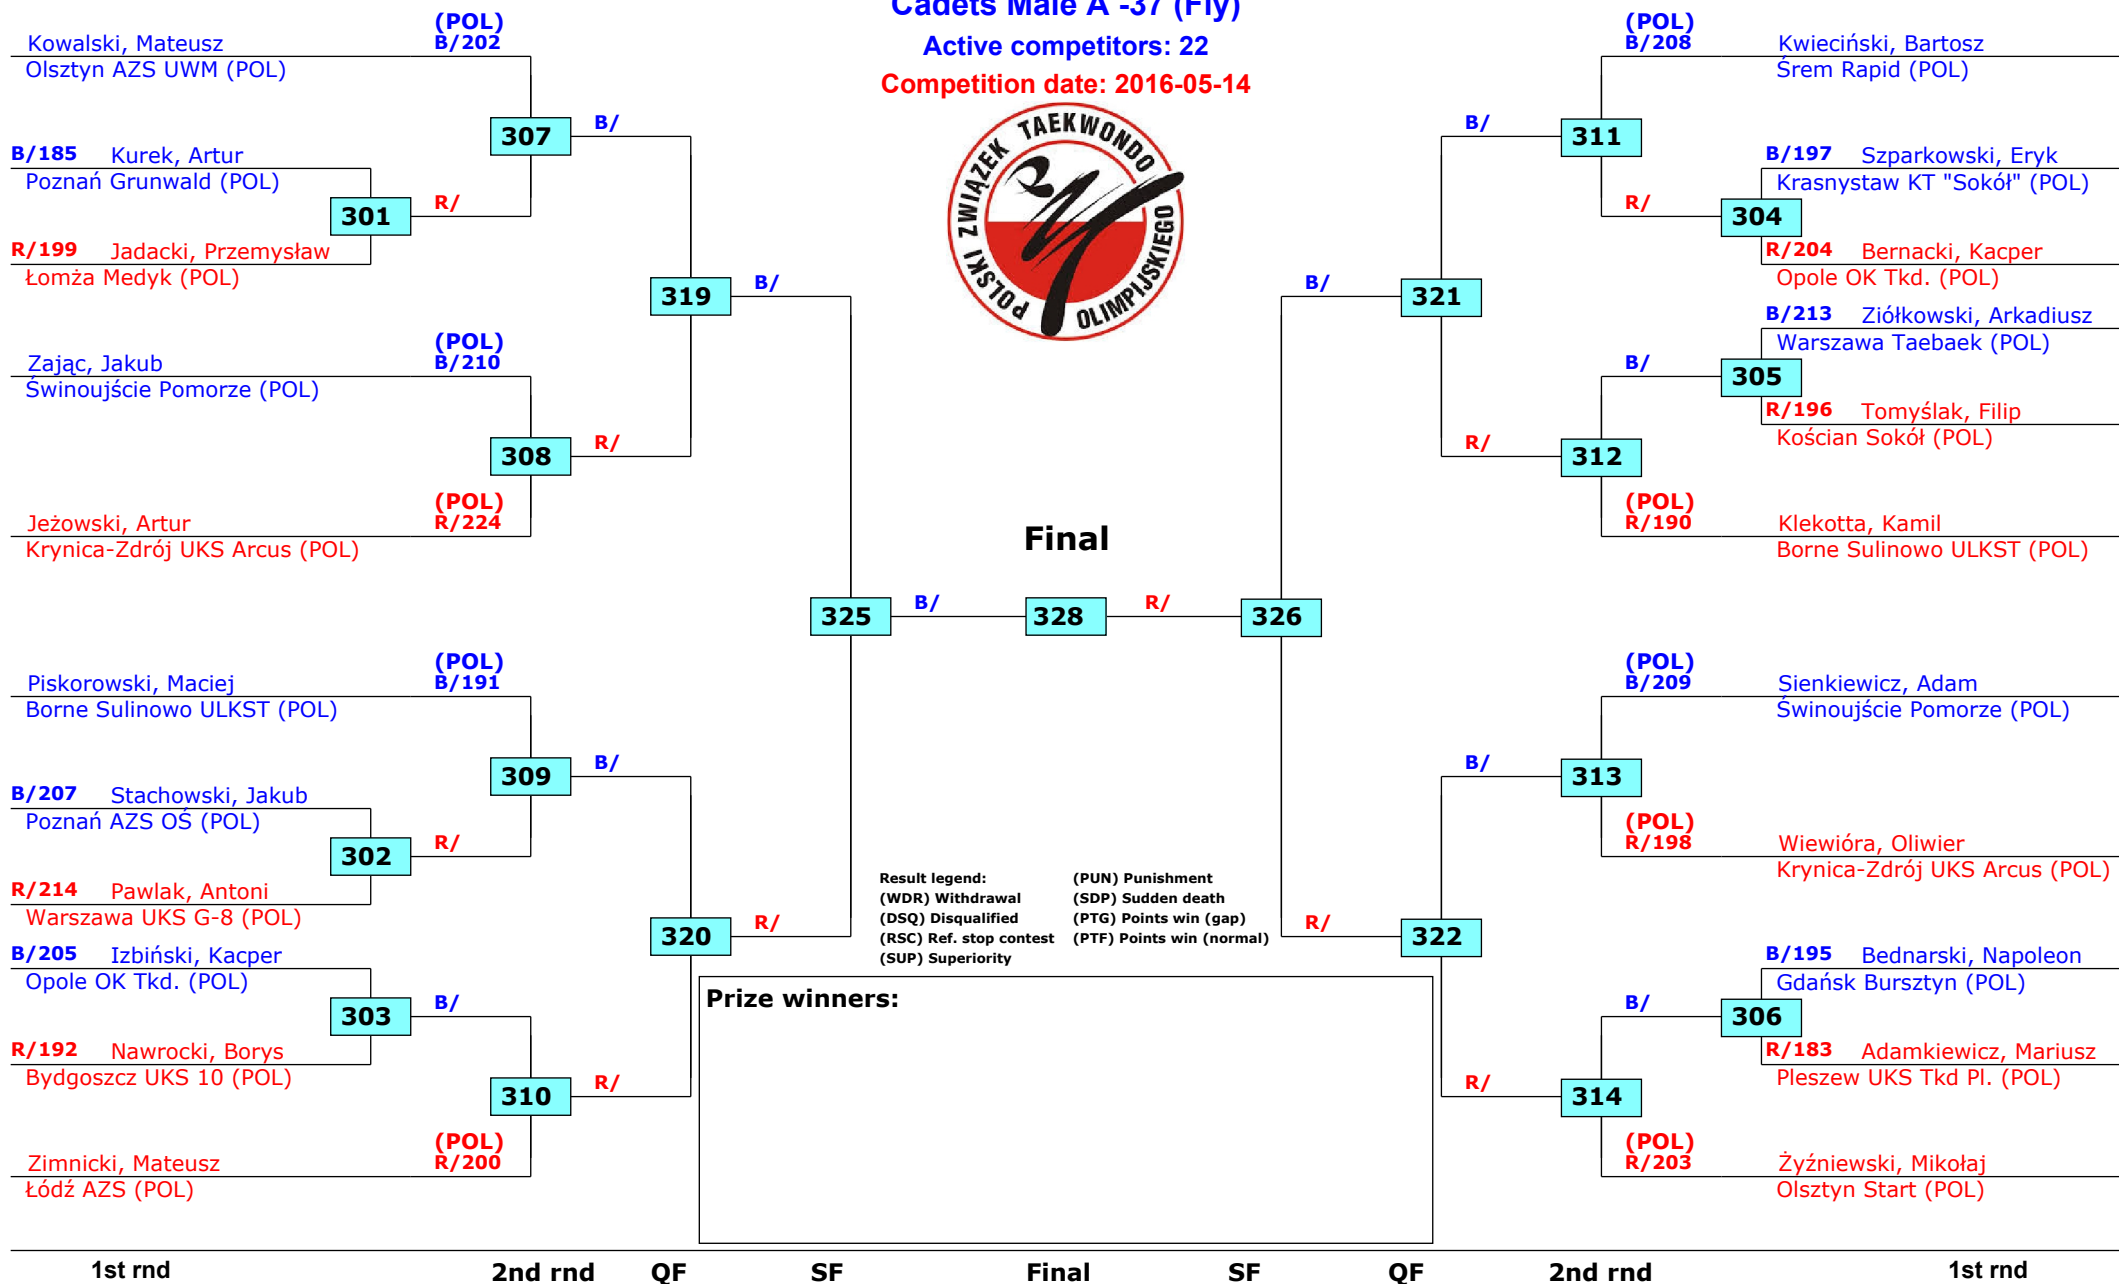 Cadets Male A -37 (Fly)
Active competitors: 22
Competition date: 2016-05-14
POLSKI ZWIĄZEK TAEKWONDO OLIMPIJSKIEGO
(POL)
Kowalski, Mateusz B/202
Olsztyn AZS UWM (POL)
307
B/
B/185 Kurek, Artur
Poznań Grunwald (POL)
301
R/
R/199 Jadacki, Przemysław
Łomża Medyk (POL)
319
B/
(POL)
Zając, Jakub B/210
Świnoujście Pomorze (POL)
308
R/
(POL)
Jeżowski, Artur R/224
Krynica-Zdrój UKS Arcus (POL)
325
B/
(POL)
Piskorowski, Maciej B/191
Borne Sulinowo ULKST (POL)
309
B/
B/207 Stachowski, Jakub
Poznań AZS OŚ (POL)
302
R/
R/214 Pawlak, Antoni
Warszawa UKS G-8 (POL)
320
R/
B/205 Izbiński, Kacper
Opole OK Tkd. (POL)
303
B/
R/192 Nawrocki, Borys
Bydgoszcz UKS 10 (POL)
310
R/
(POL)
Zimnicki, Mateusz R/200
Łódź AZS (POL)
Final
328
R/
326
(POL)
B/208 Kwieciński, Bartosz
Śrem Rapid (POL)
B/
311
B/197 Szparkowski, Eryk
Krasnystaw KT "Sokół" (POL)
R/
304
R/204 Bernacki, Kacper
Opole OK Tkd. (POL)
B/
321
B/213 Ziółkowski, Arkadiusz
Warszawa Taebaek (POL)
B/
305
R/196 Tomyślak, Filip
Kościan Sokół (POL)
R/
312
(POL)
R/190 Klekotta, Kamil
Borne Sulinowo ULKST (POL)
(POL)
B/209 Sienkiewicz, Adam
Świnoujście Pomorze (POL)
B/
313
(POL)
R/198 Wiewióra, Oliwier
Krynica-Zdrój UKS Arcus (POL)
R/
322
B/195 Bednarski, Napoleon
Gdańsk Bursztyn (POL)
B/
306
R/183 Adamkiewicz, Mariusz
Pleszew UKS Tkd Pl. (POL)
R/
314
(POL)
R/203 Żyźniewski, Mikołaj
Olsztyn Start (POL)
Result legend: (PUN) Punishment
(WDR) Withdrawal (SDP) Sudden death
(DSQ) Disqualified (PTG) Points win (gap)
(RSC) Ref. stop contest (PTF) Points win (normal)
(SUP) Superiority
Prize winners:
1st rnd 2nd rnd QF SF Final SF QF 2nd rnd 1st rnd